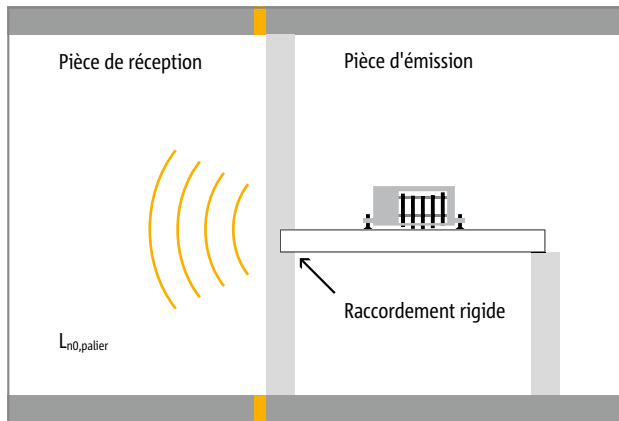 Pièce de réception
Pièce d'émission
Raccordement rigide
Ln0,palier